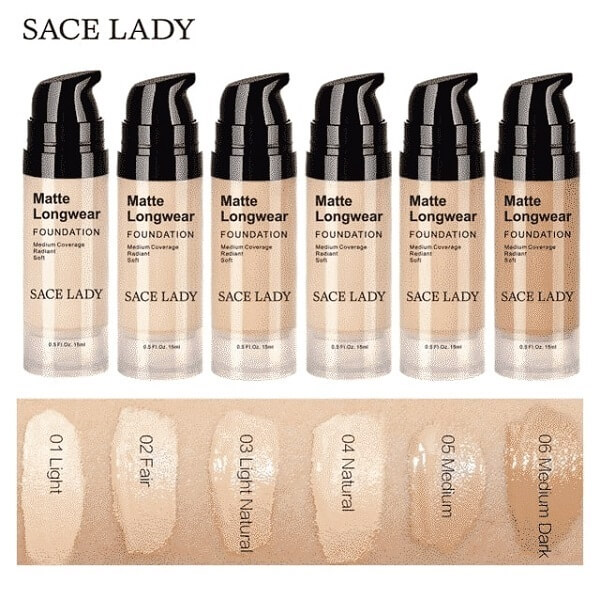 SACE LADY
Matte
Longwear
FOUNDATION
Medium Coverage
Radiant
Soft
SACE LADY
0.5 Fl.Oz. 15ml
Matte
Longwear
FOUNDATION
Medium Coverage
Radiant
Soft
SACE LADY
0.5 Fl.Oz. 15ml
Matte
Longwear
FOUNDATION
Medium Coverage
Radiant
Soft
SACE LADY
0.5 Fl.Oz. 15ml
Matte
Longwear
FOUNDATION
Medium Coverage
Radiant
Soft
SACE LADY
0.5 Fl.Oz. 15ml
Matte
Longwear
FOUNDATION
Medium Coverage
Radiant
Soft
SACE LADY
0.5 Fl.Oz. 15ml
Matte
Longwear
FOUNDATION
Medium Coverage
Radiant
Soft
SACE LADY
0.5 Fl.Oz. 15ml
01 Light
02 Fair
03 Light Natural
04 Natural
05 Medium
06 Medium Dark